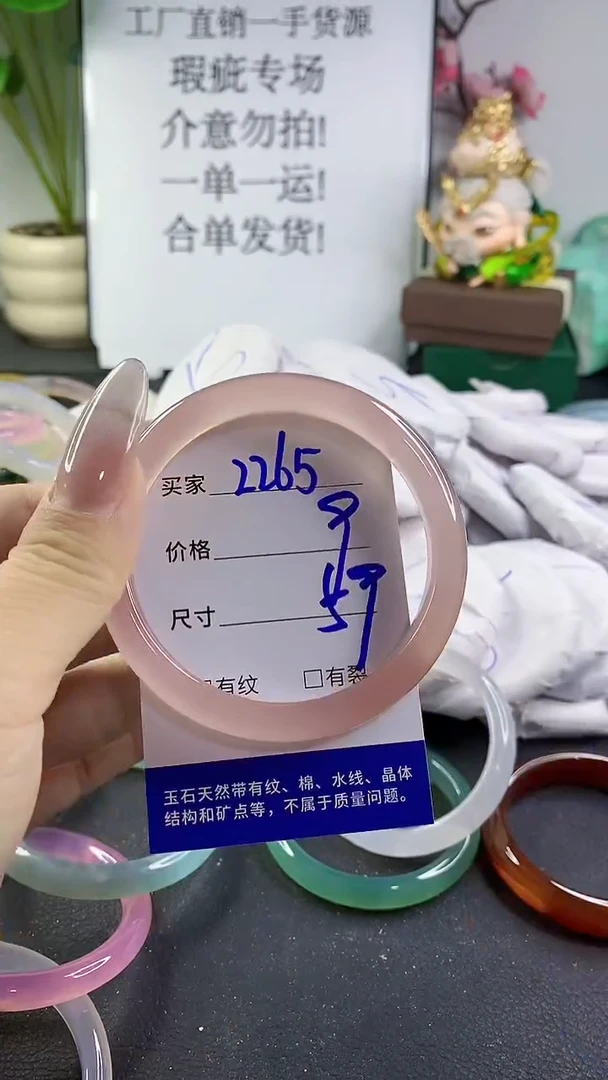 工厂直销一手货源
瑕疵专场
介意勿拍!
一单一运!
合单发货!
买家 2265
价格 9
尺寸 59
有纹 □有裂
玉石天然带有纹、棉、水线、晶体
结构和矿点等，不属于质量问题。